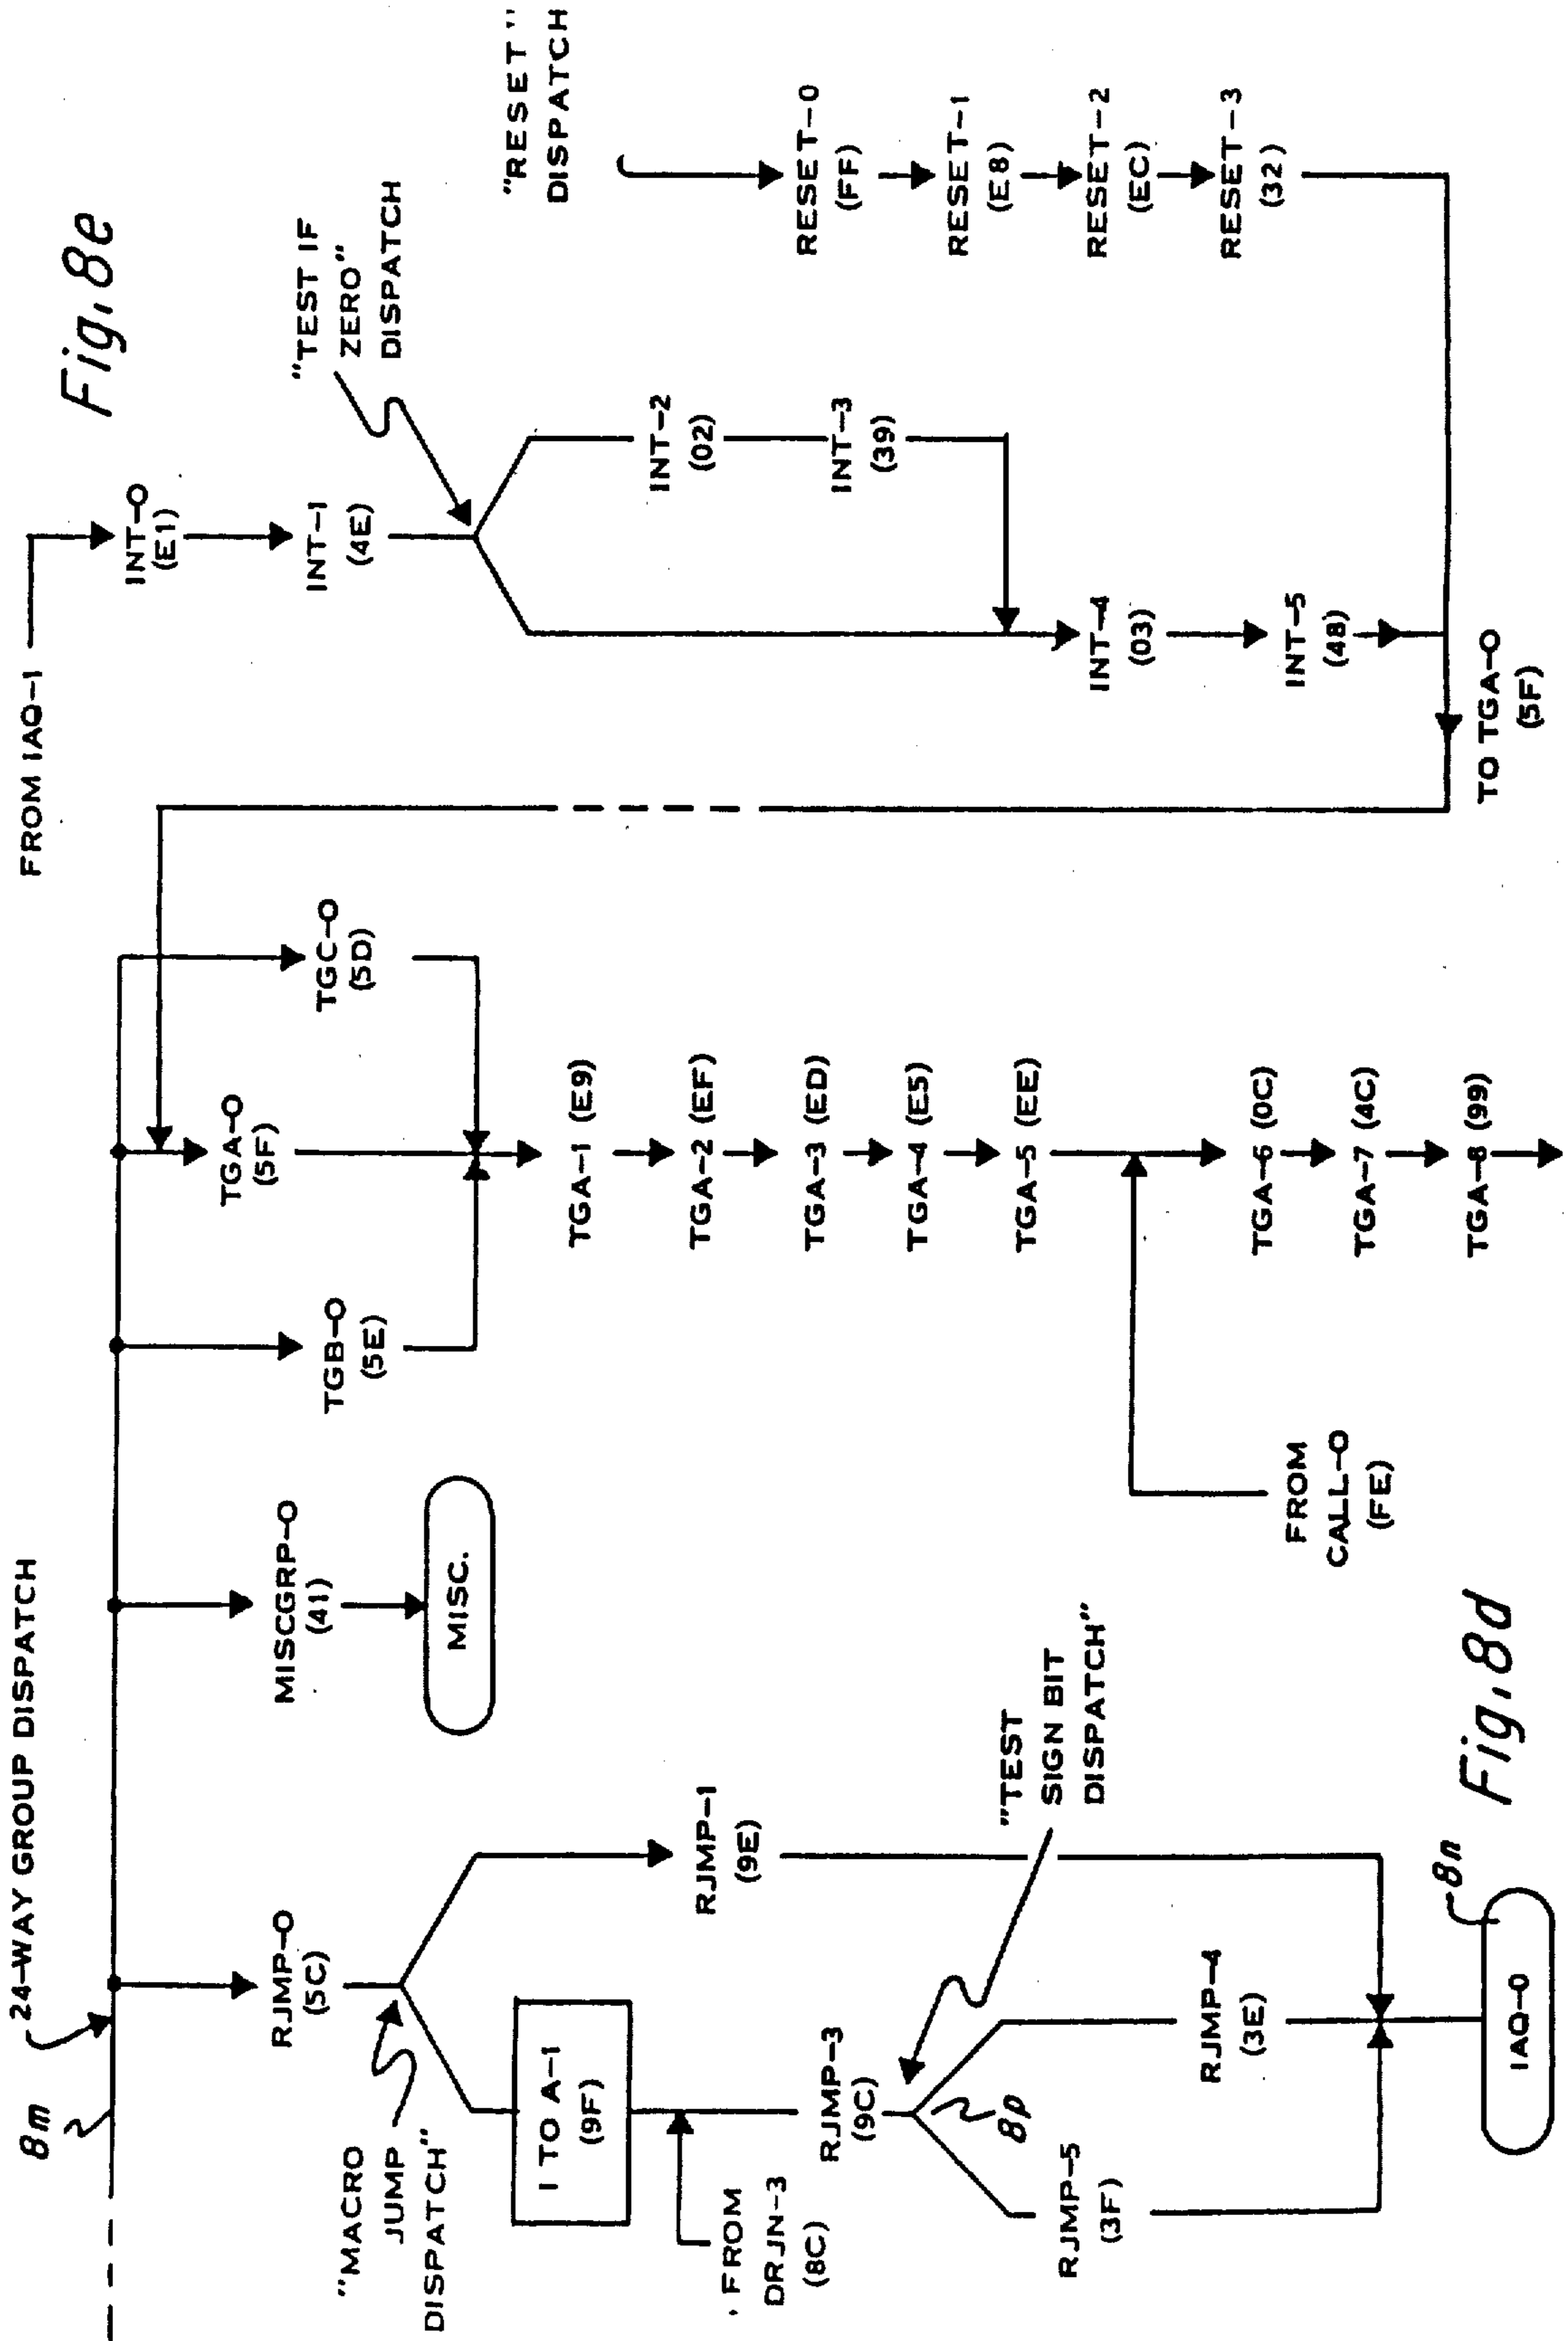 8m
24-WAY GROUP DISPATCH
RJMP-0
(5C)
"MACRO
JUMP
DISPATCH"
1 TO A-1
(9F)
FROM
DRJN-3
(8C)
RJMP-3
(9C)
8p
"TEST
SIGN BIT
DISPATCH"
RJMP-5
(3F)
RJMP-4
(3E)
RJMP-1
(9E)
IAQ-0
8n
Fig. 8d
MISCGRP-0
(41)
MISC.
TGB-0
(5E)
TGA-0
(5F)
TGC-0
(5D)
TGA-1 (E9)
TGA-2 (EF)
TGA-3 (ED)
TGA-4 (E5)
TGA-5 (EE)
FROM
CALL-0
(FE)
TGA-6 (0C)
TGA-7 (4C)
TGA-8 (99)
Fig. 8e
FROM IAQ-1
INT-0
(E1)
INT-1
(4E)
"TEST IF
ZERO"
DISPATCH
INT-2
(02)
INT-3
(39)
INT-4
(03)
INT-5
(48)
TO TGA-0
(5F)
"RESET"
DISPATCH
RESET-0
(FF)
RESET-1
(E8)
RESET-2
(EC)
RESET-3
(32)